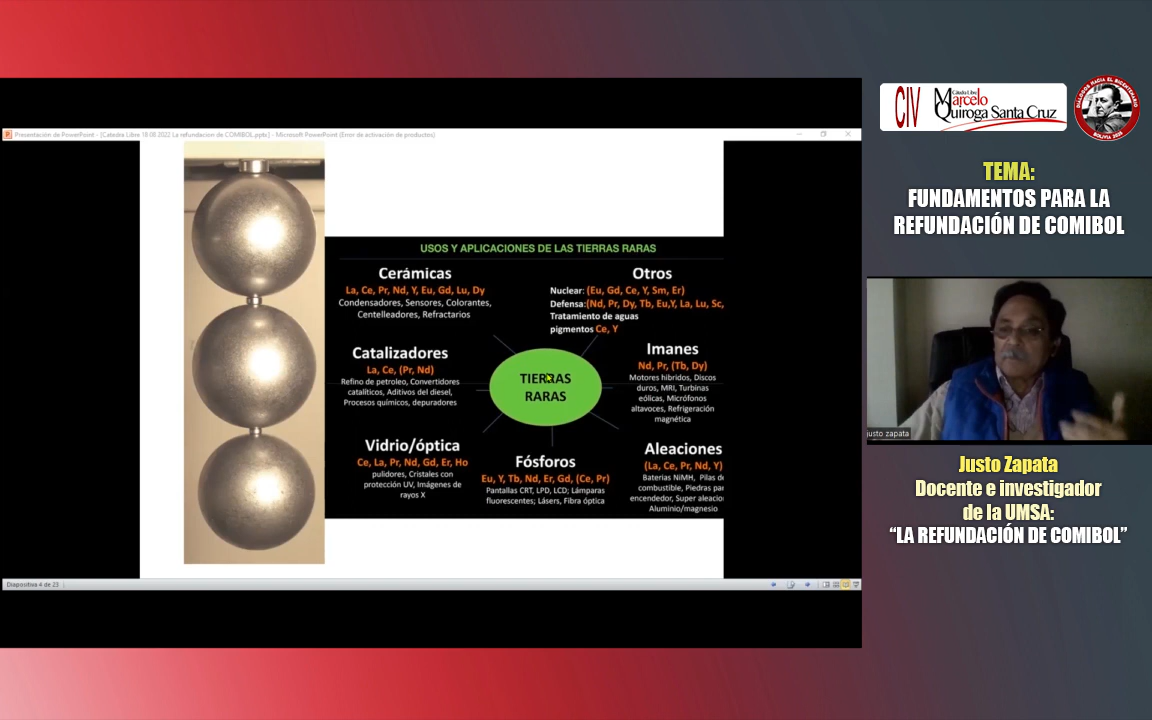 Presentación de PowerPoint - [Catedra Libre 18 08 2022 La refundacion de COMIBOL.pptx] - Microsoft PowerPoint (Error de activación de productos)
USOS Y APLICACIONES DE LAS TIERRAS RARAS
Cerámicas
La, Ce, Pr, Nd, Y, Eu, Gd, Lu, Dy
Condensadores, Sensores, Colorantes,
Centelleadores, Refractarios
Otros
Nuclear: (Eu, Gd, Ce, Y, Sm, Er)
Defensa:(Nd, Pr, Dy, Tb, Eu,Y, La, Lu, Sc,
Tratamiento de aguas
pigmentos Ce, Y
Catalizadores
La, Ce, (Pr, Nd)
Refino de petroleo, Convertidores
catalíticos, Aditivos del diesel,
Procesos químicos, depuradores
TIERRAS
RARAS
Imanes
Nd, Pr, (Tb, Dy)
Motores hibridos, Discos
duros, MRI, Turbinas
eólicas, Micrófonos
altavoces, Refrigeración
magnética
Vidrio/óptica
Ce, La, Pr, Nd, Gd, Er, Ho
pulidores, Cristales con
protección UV, Imágenes de
rayos X
Fósforos
Eu, Y, Tb, Nd, Er, Gd, (Ce, Pr)
Pantallas CRT, LPD, LCD; Lámparas
fluorescentes; Lásers, Fibra óptica
Aleaciones
(La, Ce, Pr, Nd, Y)
Baterias NiMH, Pilas de
combustible, Piedras par
encendedor, Super aleacio
Aluminio/magnesio
Diapositiva 4 de 23
CIV
Cátedra Libre
Marcelo
Quiroga Santa Cruz
DIÁLOGOS HACIA EL BICENTENARIO
BOLIVIA 2025
TEMA:
FUNDAMENTOS PARA LA
REFUNDACIÓN DE COMIBOL
justo zapata
Justo Zapata
Docente e investigador
de la UMSA:
“LA REFUNDACIÓN DE COMIBOL”